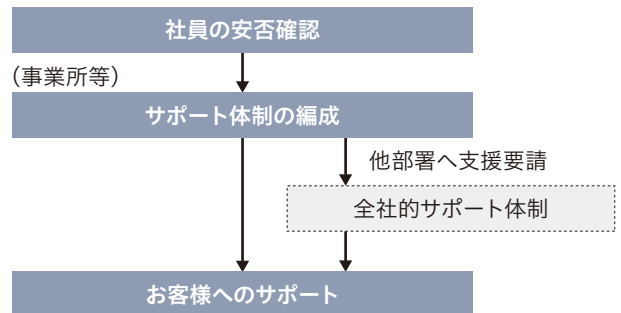 社員の安否確認
（事業所等）
サポート体制の編成
他部署へ支援要請
全社的サポート体制
お客様へのサポート